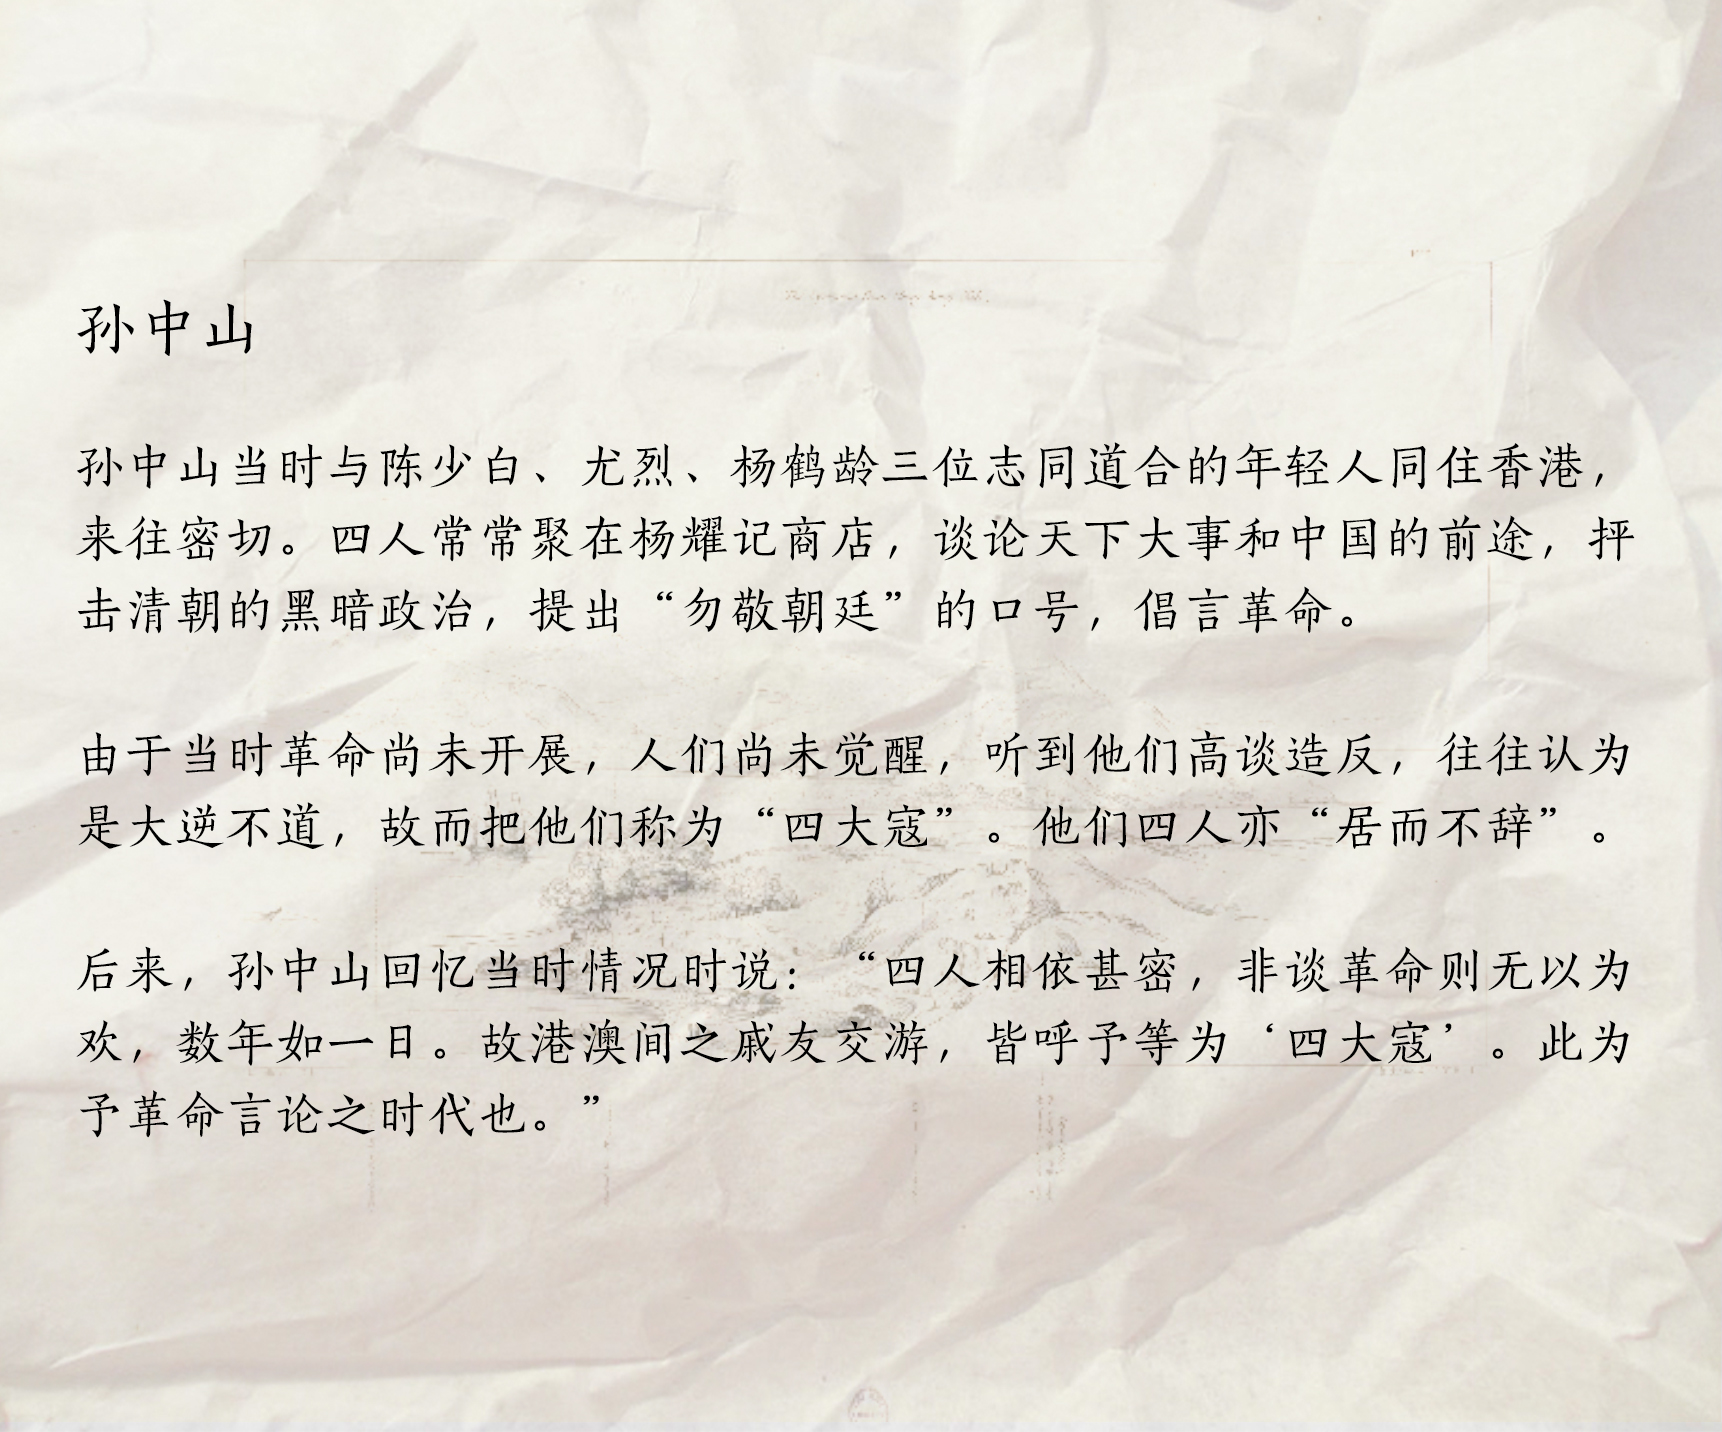 孙中山
孙中山当时与陈少白、尤烈、杨鹤龄三位志同道合的年轻人同住香港，
来往密切。四人常常聚在杨耀记商店，谈论天下大事和中国的前途，抨
击清朝的黑暗政治，提出“勿敬朝廷”的口号，倡言革命。
由于当时革命尚未开展，人们尚未觉醒，听到他们高谈造反，往往认为
是大逆不道，故而把他们称为“四大寇”。他们四人亦“居而不辞”。
后来，孙中山回忆当时情况时说：“四人相依甚密，非谈革命则无以为
欢，数年如一日。故港澳间之戚友交游，皆呼予等为‘四大寇’。此为
予革命言论之时代也。”